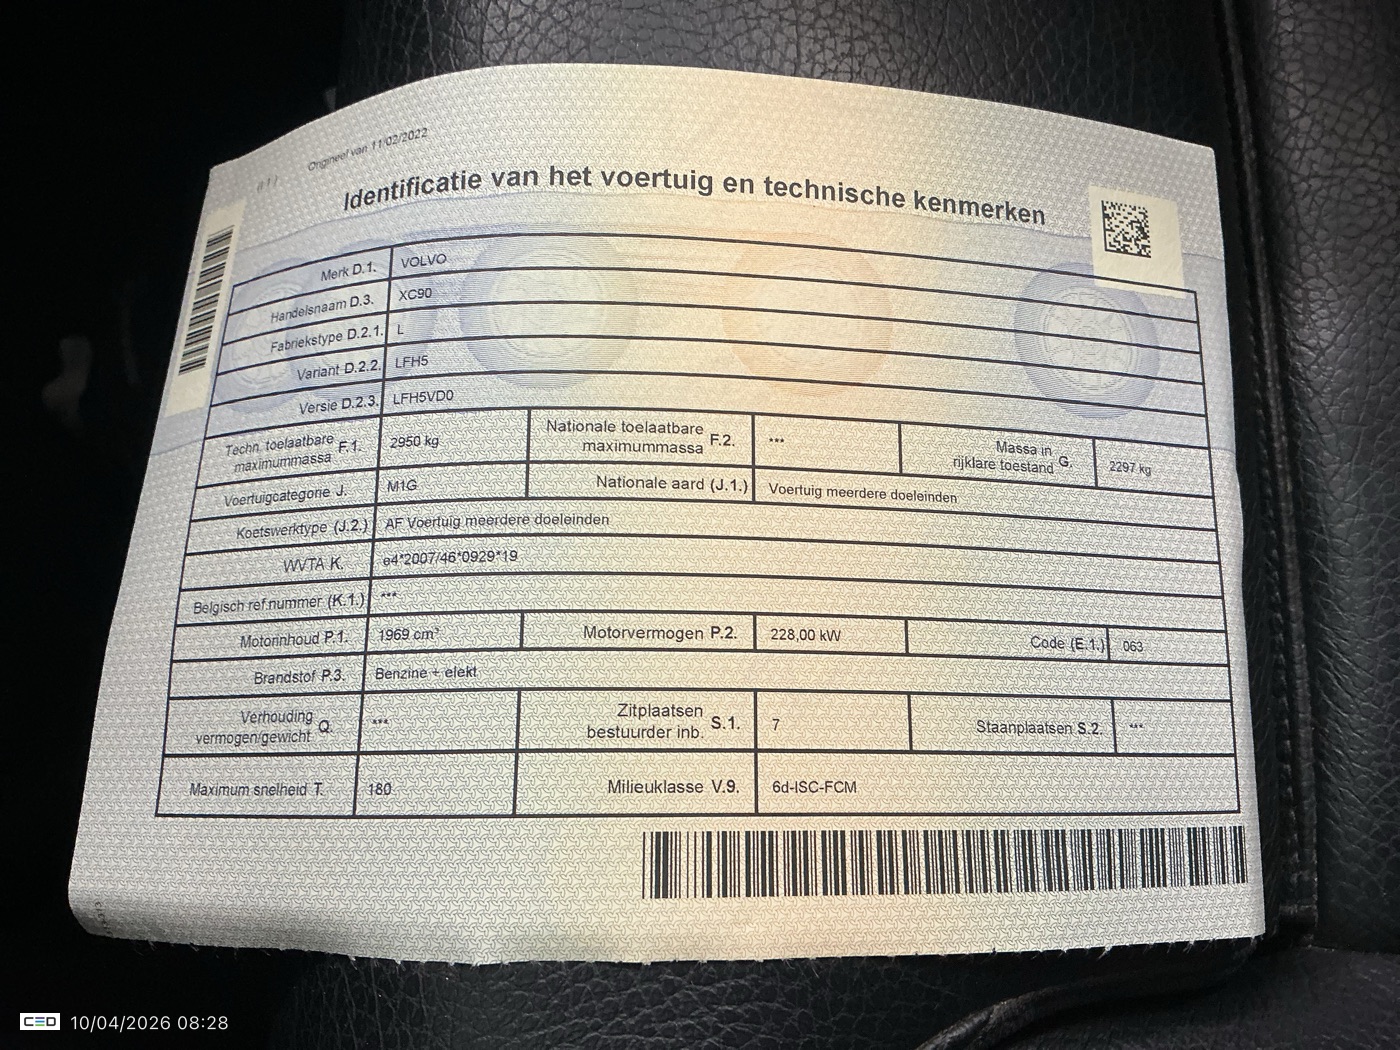 Origineel van 11/02/2022
Identificatie van het voertuig en technische kenmerken
Merk D.1. VOLVO
Handelsnaam D.3. XC90
Fabriekstype D.2.1. L
Variant D.2.2. LFH5
Versie D.2.3. LFH5VD0
Techn. toelaatbare maximummassa F.1. 2950 kg Nationale toelaatbare maximummassa F.2. *** Massa in rijklare toestand G. 2297 kg
Voertuigcategorie J. M1G Nationale aard (J.1.) Voertuig meerdere doeleinden
Koetswerktype (J.2.) AF Voertuig meerdere doeleinden
WVTA K. e4*2007/46*0929*19
Belgisch ref.nummer (K.1.) ***
Motorinhoud P.1. 1969 cm³ Motorvermogen P.2. 228,00 kW Code (E.1.) 063
Brandstof P.3. Benzine + elekt
Verhouding vermogen/gewicht Q. *** Zitplaatsen bestuurder inb. S.1. 7 Staanplaatsen S.2. ***
Maximum snelheid T. 180 Milieuklasse V.9. 6d-ISC-FCM
CED 10/04/2026 08:28